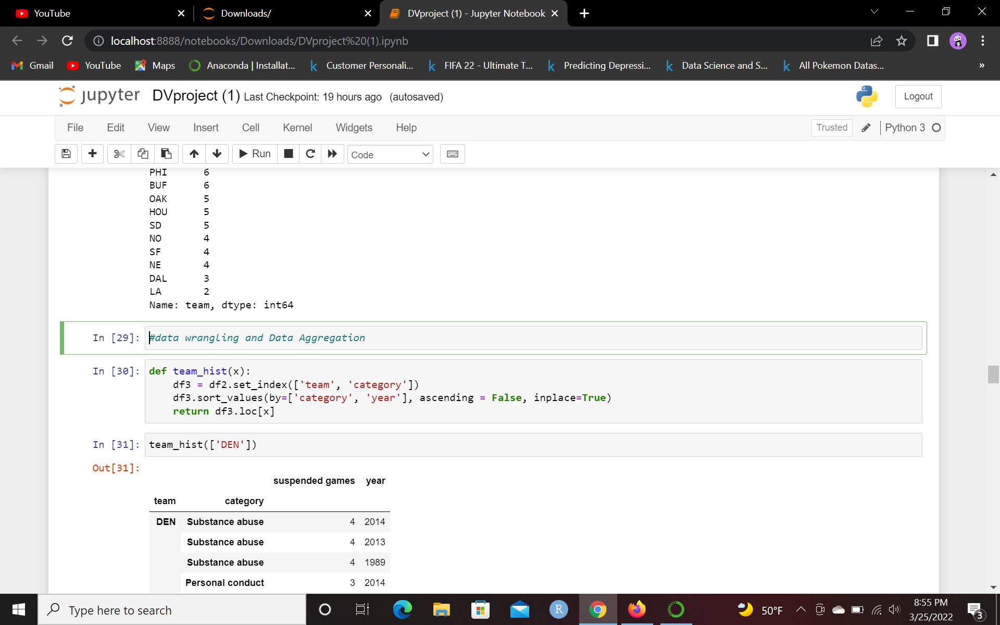 YouTube
Downloads/
DVproject (1) - Jupyter Notebook
localhost:8888/notebooks/Downloads/DVproject%20(1).ipynb
Gmail YouTube Maps Anaconda | Installat... Customer Personali... FIFA 22 - Ultimate T... Predicting Depressi... Data Science and S... All Pokemon Datas... »
jupyter DVproject (1) Last Checkpoint: 19 hours ago (autosaved) Logout
File Edit View Insert Cell Kernel Widgets Help Trusted Python 3
Run Code
PHI 6
BUF 6
OAK 5
HOU 5
SD 5
NO 4
SF 4
NE 4
DAL 3
LA 2
Name: team, dtype: int64
In [29]: #data wrangling and Data Aggregation
In [30]: def team_hist(x):
df3 = df2.set_index(['team', 'category'])
df3.sort_values(by=['category', 'year'], ascending = False, inplace=True)
return df3.loc[x]
In [31]: team_hist(['DEN'])
Out[31]:
suspended games year
team category
DEN Substance abuse 4 2014
Substance abuse 4 2013
Substance abuse 4 1989
Personal conduct 3 2014
Type here to search
R
50°F
8:55 PM
3/25/2022
3